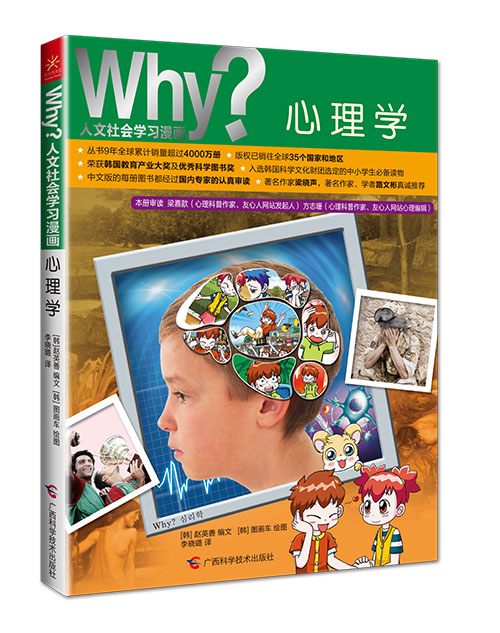 Why?
人文社会学习漫画
心理学
★ 丛书9年全球累计销量超过4000万册 ★ 版权已销往全球35个国家和地区
★ 荣获韩国教育产业大奖及优秀科学图书奖 ★ 入选韩国科学文化财团选定的中小学生必备读物
★ 中文版的每册图书都经过国内专家的认真审读 ★ 著名作家梁晓声，著名作家、学者路文彬真诚推荐
本册审读 梁嘉歆（心理科普作家、友心人网站发起人）方志姗（心理科普作家、友心人网站心理编辑）
Why? 심리학
[韩] 赵英善 编文 [韩] 图画车 绘图
李晓璐 译
广西科学技术出版社
Why?
人文社会学习漫画
心理学
[韩] 赵英善 编文 [韩] 图画车 绘图
李晓璐 译
广西科学技术出版社